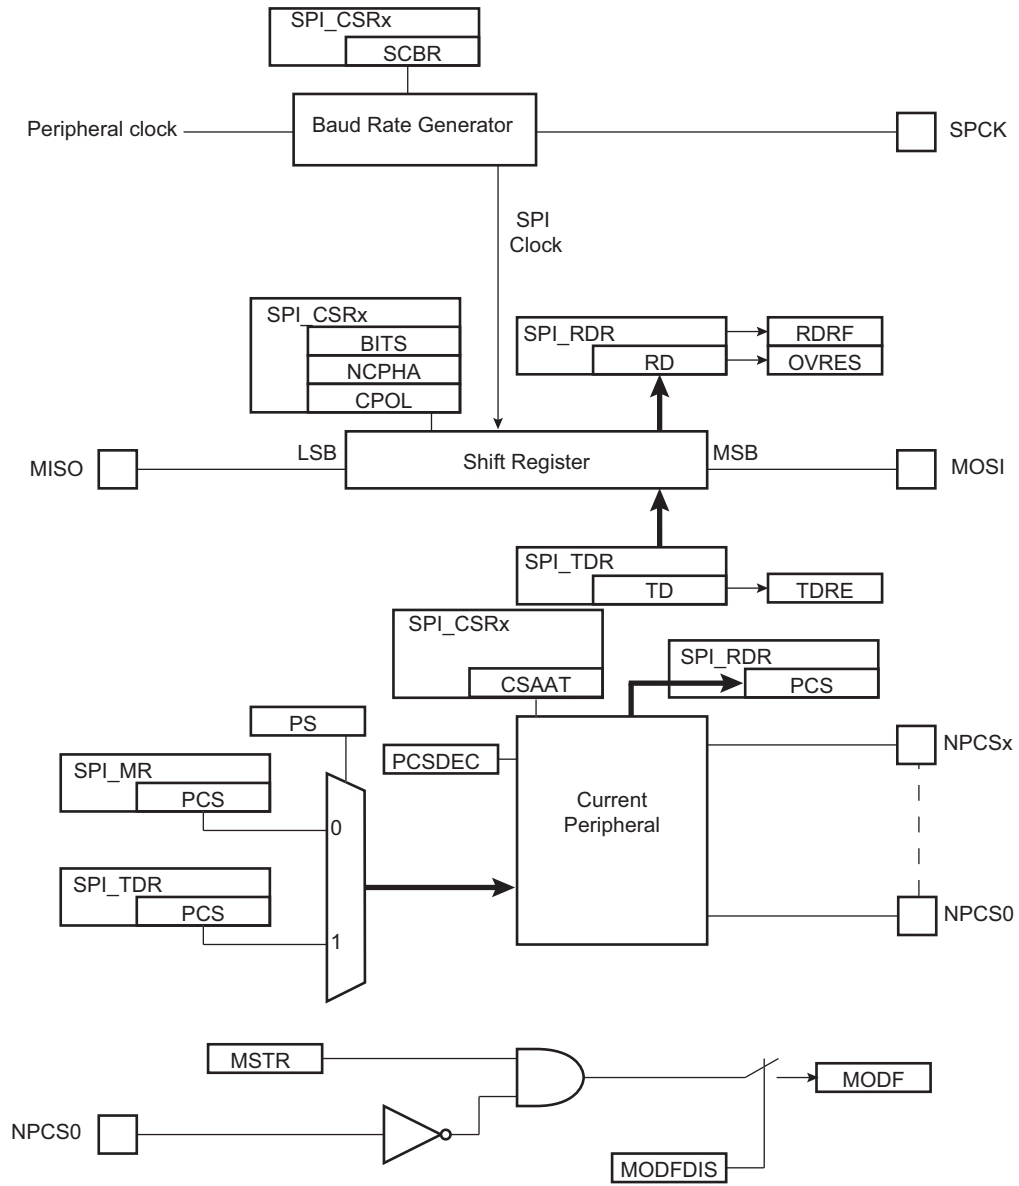 SPI_CSRx
SCBR
Peripheral clock
Baud Rate Generator
SPCK
SPI
Clock
SPI_CSRx
BITS
NCPHA
CPOL
SPI_RDR
RD
RDRF
OVRES
MISO
LSB
Shift Register
MSB
MOSI
SPI_TDR
TD
TDRE
SPI_CSRx
CSAAT
SPI_RDR
PCS
PS
PCSDEC
NPCSx
SPI_MR
PCS
0
Current
Peripheral
SPI_TDR
PCS
1
NPCS0
MSTR
MODF
NPCS0
MODFDIS